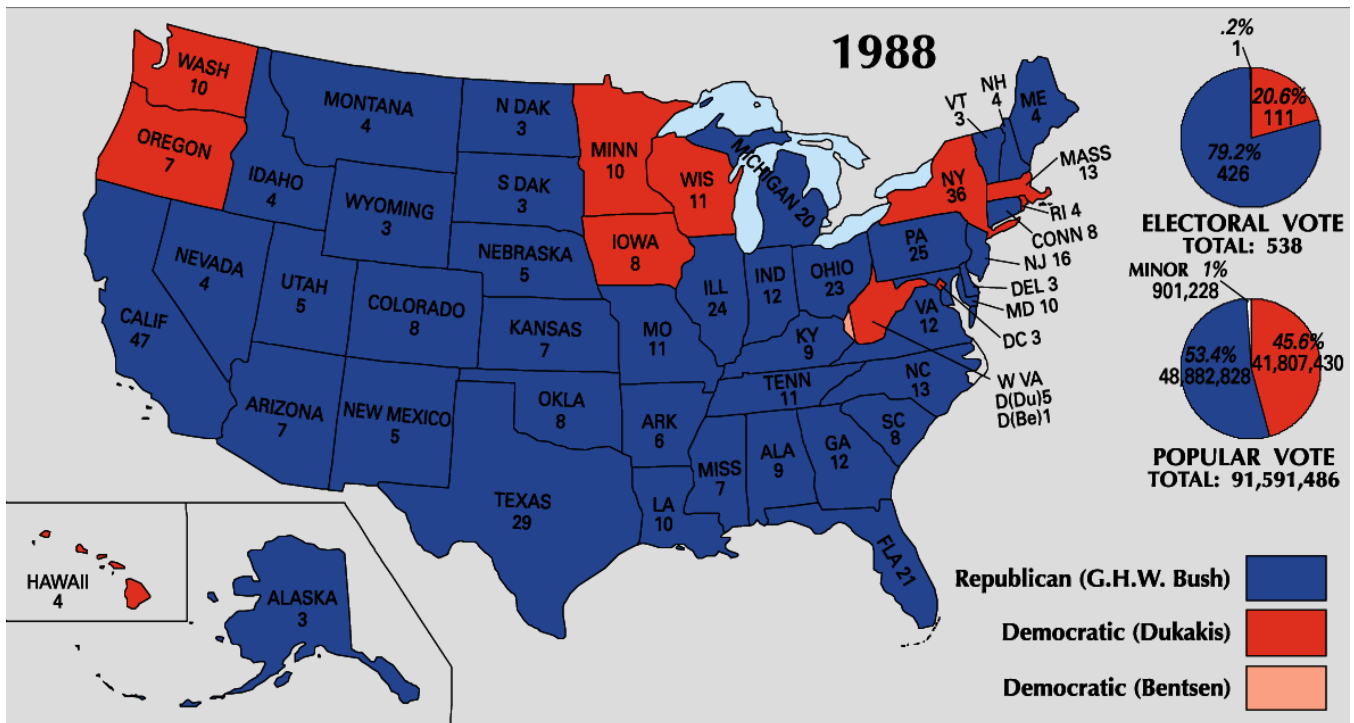 1988
WASH
10
OREGON
7
CALIF
47
NEVADA
4
IDAHO
4
MONTANA
4
WYOMING
3
UTAH
5
COLORADO
8
ARIZONA
7
NEW MEXICO
5
N DAK
3
S DAK
3
NEBRASKA
5
KANSAS
7
OKLA
8
TEXAS
29
MINN
10
IOWA
8
MO
11
ARK
6
LA
10
WIS
11
ILL
24
MICHIGAN 20
IND
12
OHIO
23
KY
9
TENN
11
MISS
7
ALA
9
GA
12
FLA 21
SC
8
NC
13
VA
12
W VA
D(Du)5
D(Be)1
PA
25
NY
36
VT
3
NH
4
ME
4
MASS
13
RI 4
CONN 8
NJ 16
DEL 3
MD 10
DC 3
HAWAII
4
ALASKA
3
.2%
1
20.6%
111
79.2%
426
ELECTORAL VOTE
TOTAL: 538
MINOR 1%
901,228
45.6%
41,807,430
53.4%
48,882,828
POPULAR VOTE
TOTAL: 91,591,486
Republican (G.H.W. Bush)
Democratic (Dukakis)
Democratic (Bentsen)